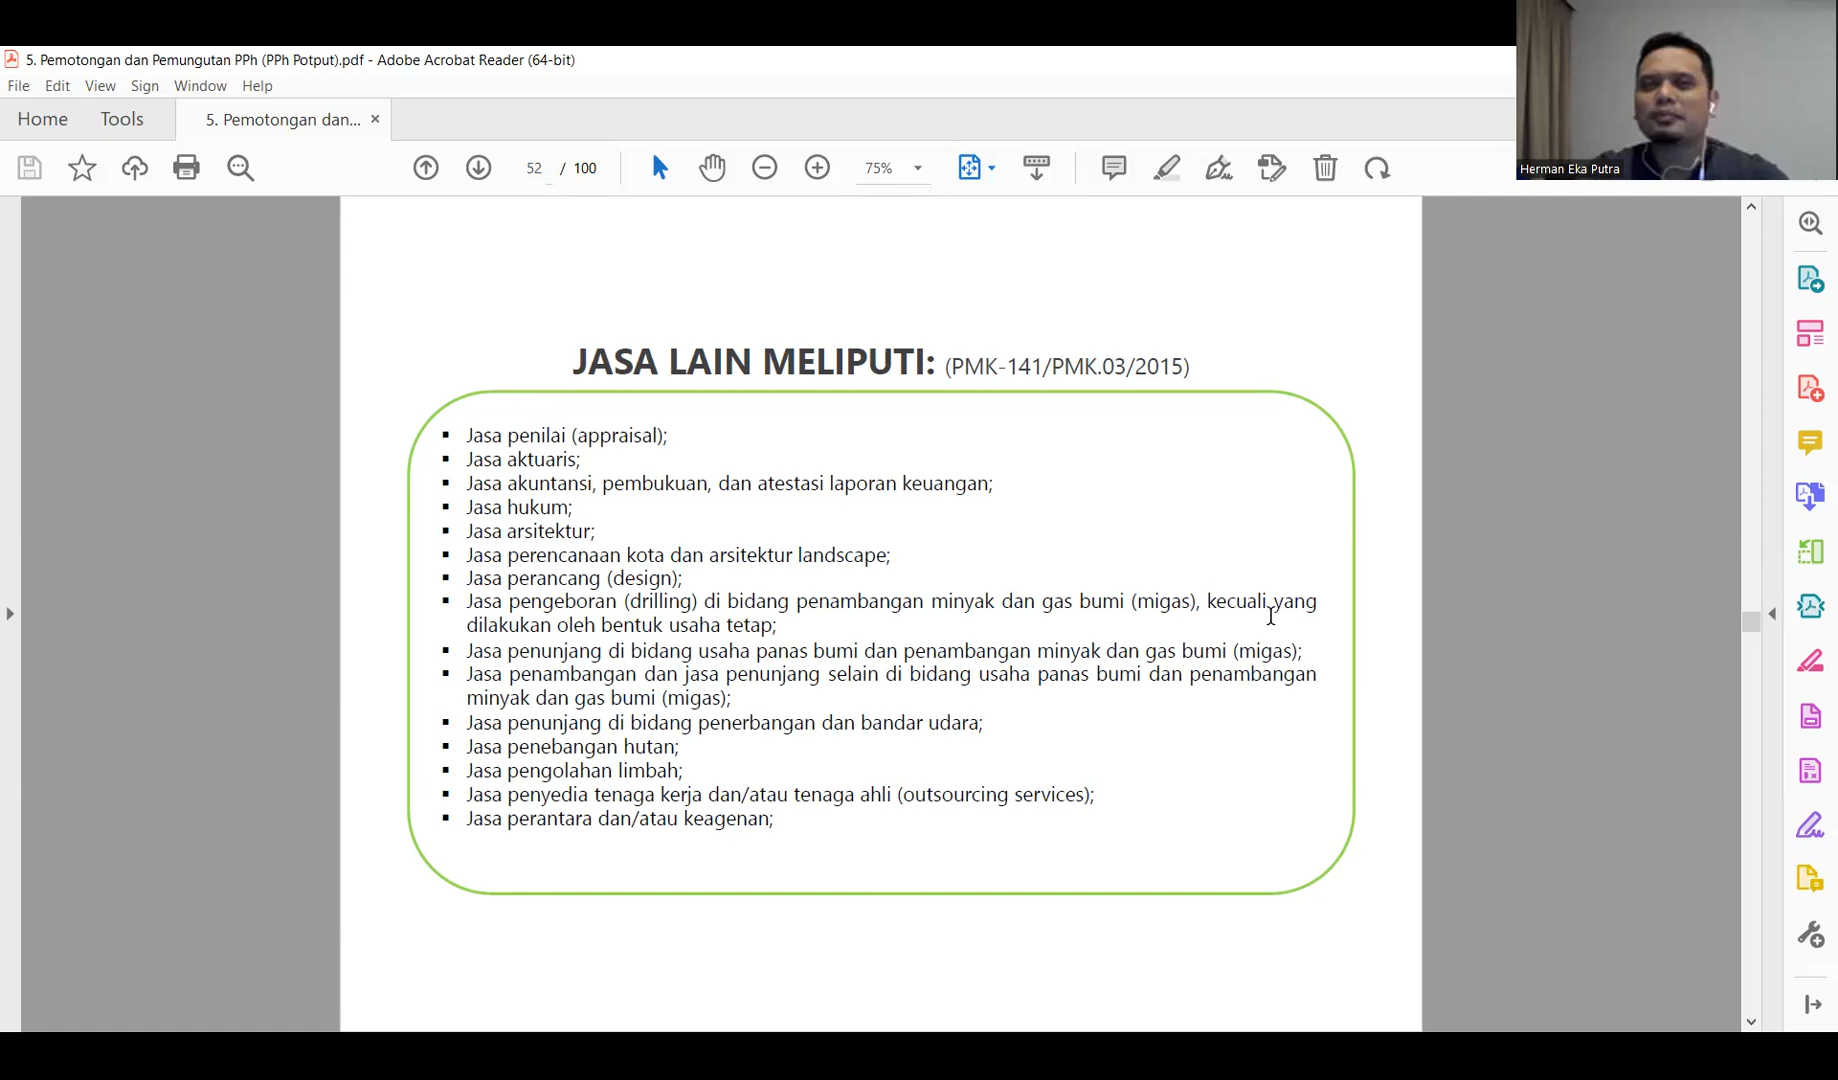 5. Pemotongan dan Pemungutan PPh (PPh Potput).pdf - Adobe Acrobat Reader (64-bit)
File Edit View Sign Window Help
Home Tools 5. Pemotongan dan... ×
52 / 100 75%
Herman Eka Putra
JASA LAIN MELIPUTI: (PMK-141/PMK.03/2015)
▪ Jasa penilai (appraisal);
▪ Jasa aktuaris;
▪ Jasa akuntansi, pembukuan, dan atestasi laporan keuangan;
▪ Jasa hukum;
▪ Jasa arsitektur;
▪ Jasa perencanaan kota dan arsitektur landscape;
▪ Jasa perancang (design);
▪ Jasa pengeboran (drilling) di bidang penambangan minyak dan gas bumi (migas), kecuali yang
dilakukan oleh bentuk usaha tetap;
▪ Jasa penunjang di bidang usaha panas bumi dan penambangan minyak dan gas bumi (migas);
▪ Jasa penambangan dan jasa penunjang selain di bidang usaha panas bumi dan penambangan
minyak dan gas bumi (migas);
▪ Jasa penunjang di bidang penerbangan dan bandar udara;
▪ Jasa penebangan hutan;
▪ Jasa pengolahan limbah;
▪ Jasa penyedia tenaga kerja dan/atau tenaga ahli (outsourcing services);
▪ Jasa perantara dan/atau keagenan;